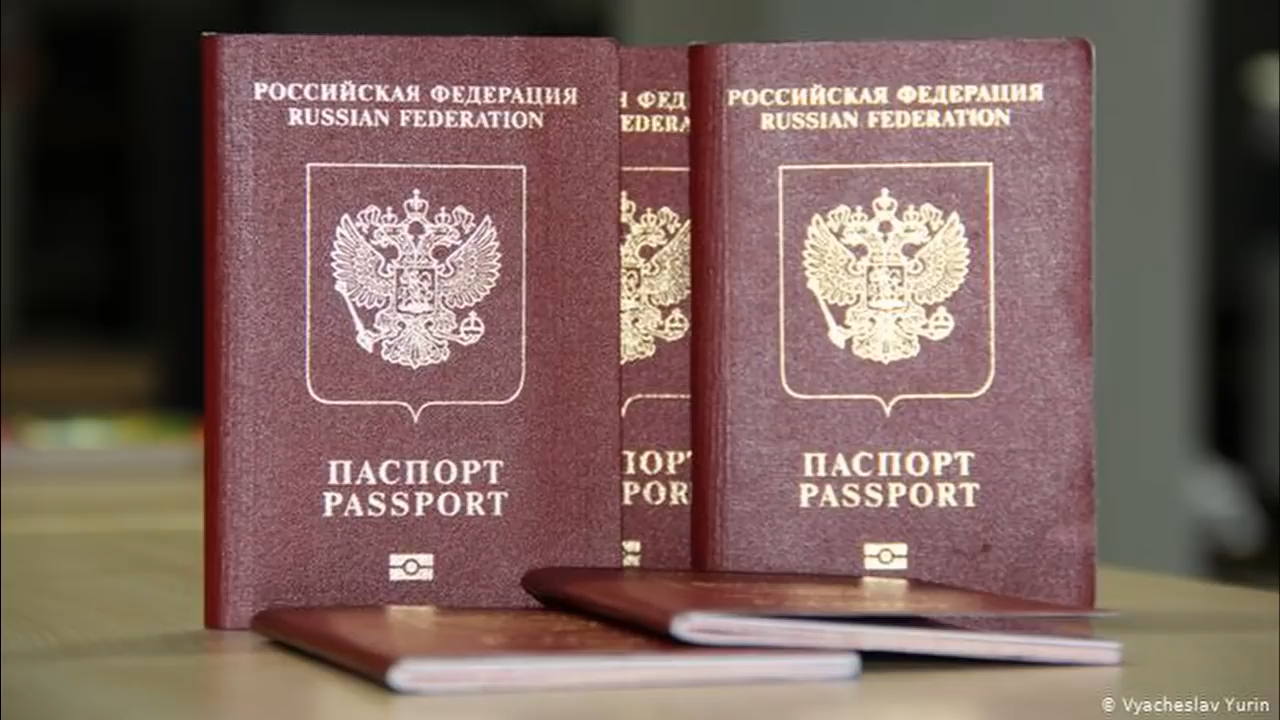 РОССИЙСКАЯ ФЕДЕРАЦИЯ
RUSSIAN FEDERATION
ПАСПОРТ
PASSPORT
РОССИЙСКАЯ ФЕДЕРАЦИЯ
RUSSIAN FEDERATION
ПАСПОРТ
PASSPORT
© Vyacheslav Yurin